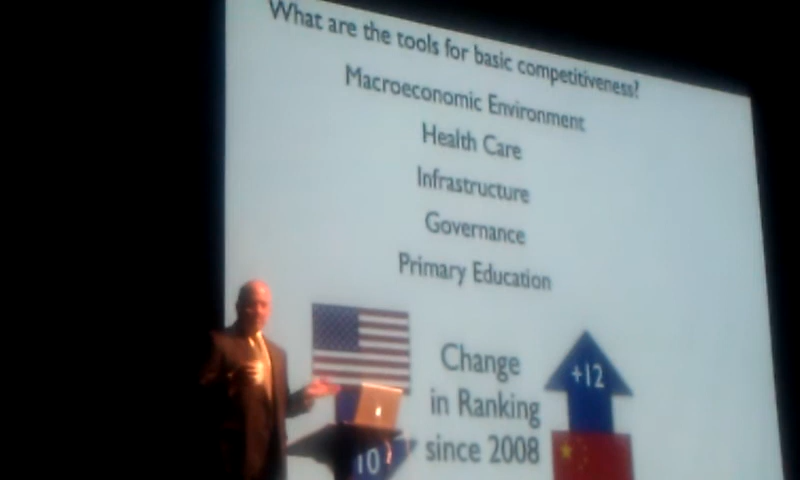 What are the tools for basic competitiveness?
Macroeconomic Environment
Health Care
Infrastructure
Governance
Primary Education
Change
in Ranking
since 2008
+12
10